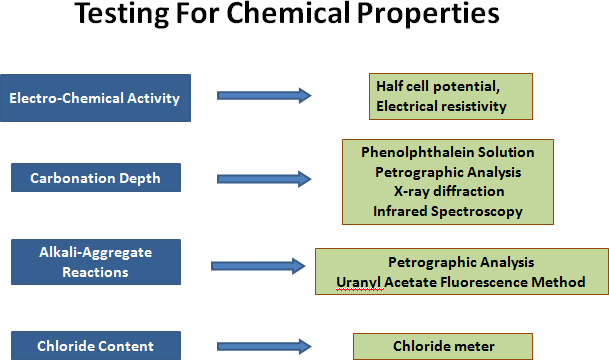 Testing For Chemical Properties
Electro-Chemical Activity
Half cell potential,
Electrical resistivity
Carbonation Depth
Phenolphthalein Solution
Petrographic Analysis
X-ray diffraction
Infrared Spectroscopy
Alkali-Aggregate
Reactions
Petrographic Analysis
Uranyl Acetate Fluorescence Method
Chloride Content
Chloride meter